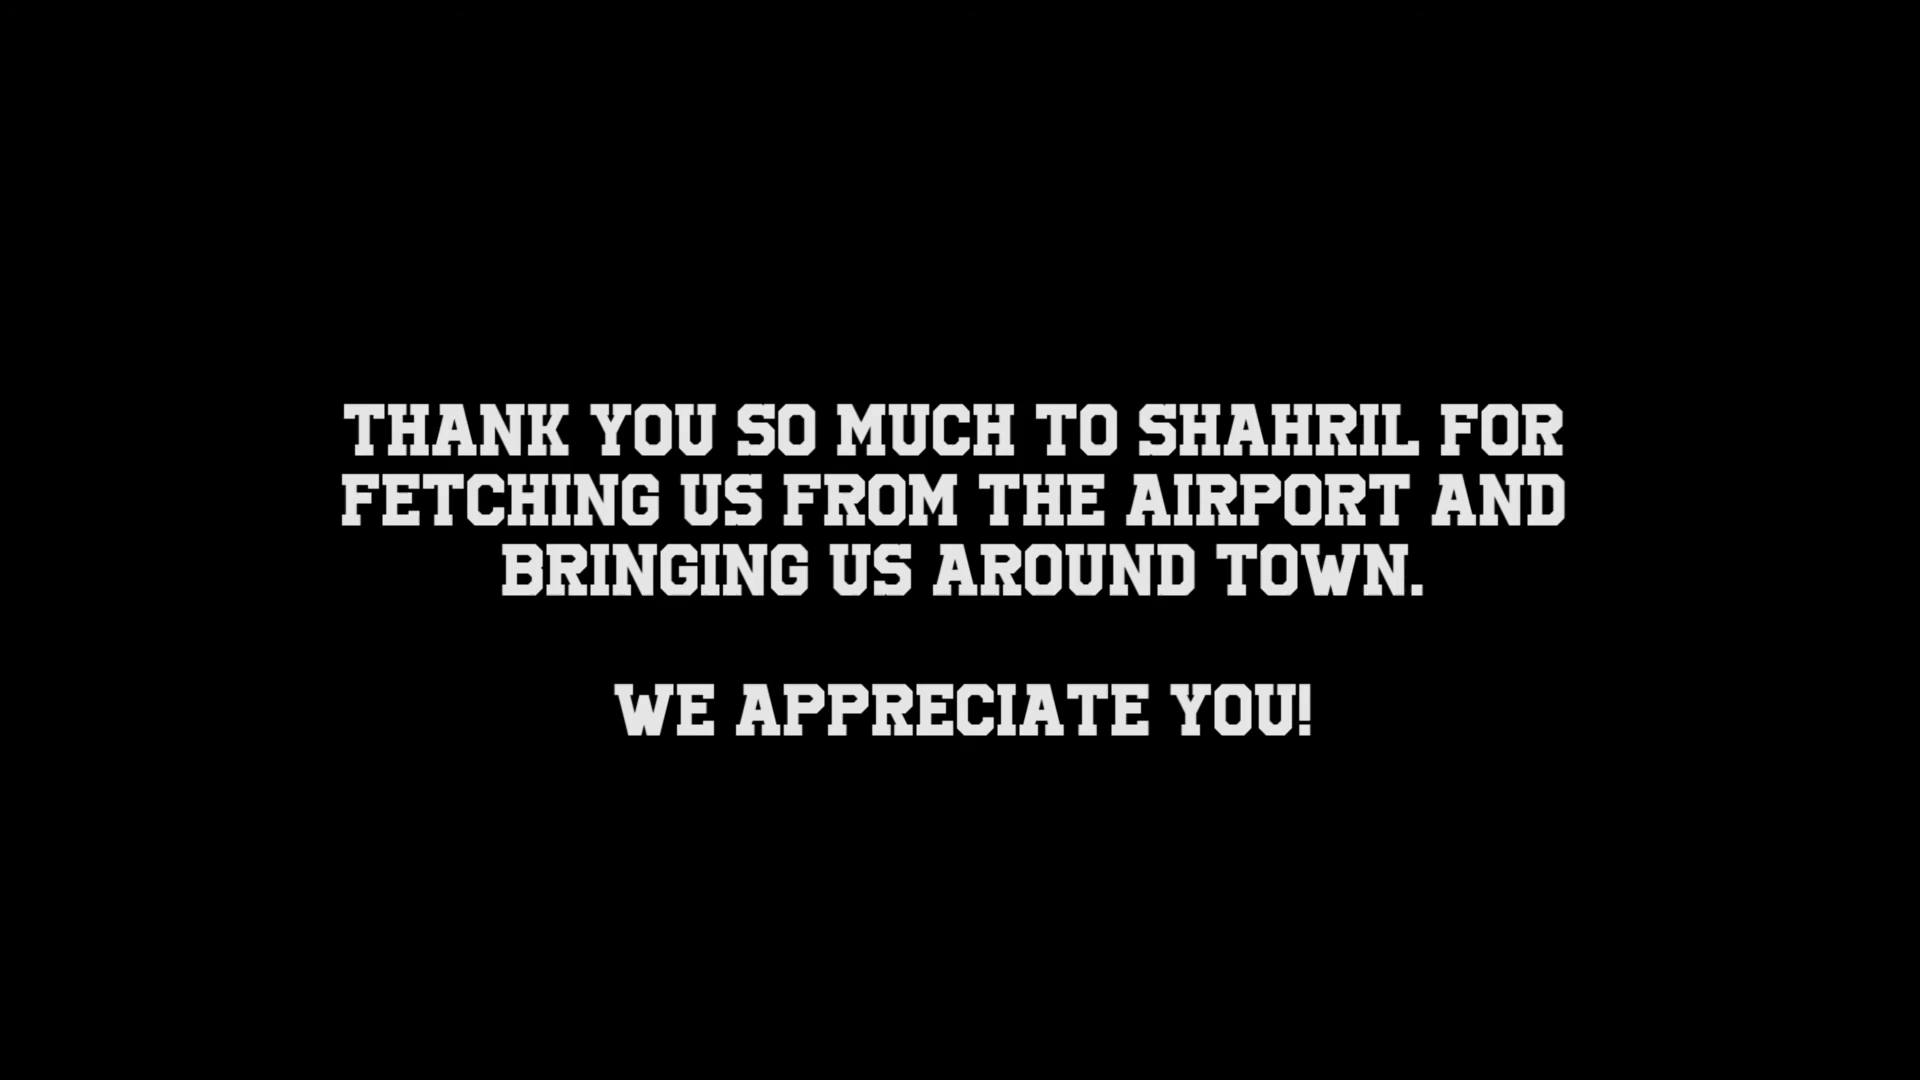 THANK YOU SO MUCH TO SHAHRIL FOR
FETCHING US FROM THE AIRPORT AND
BRINGING US AROUND TOWN.
WE APPRECIATE YOU!